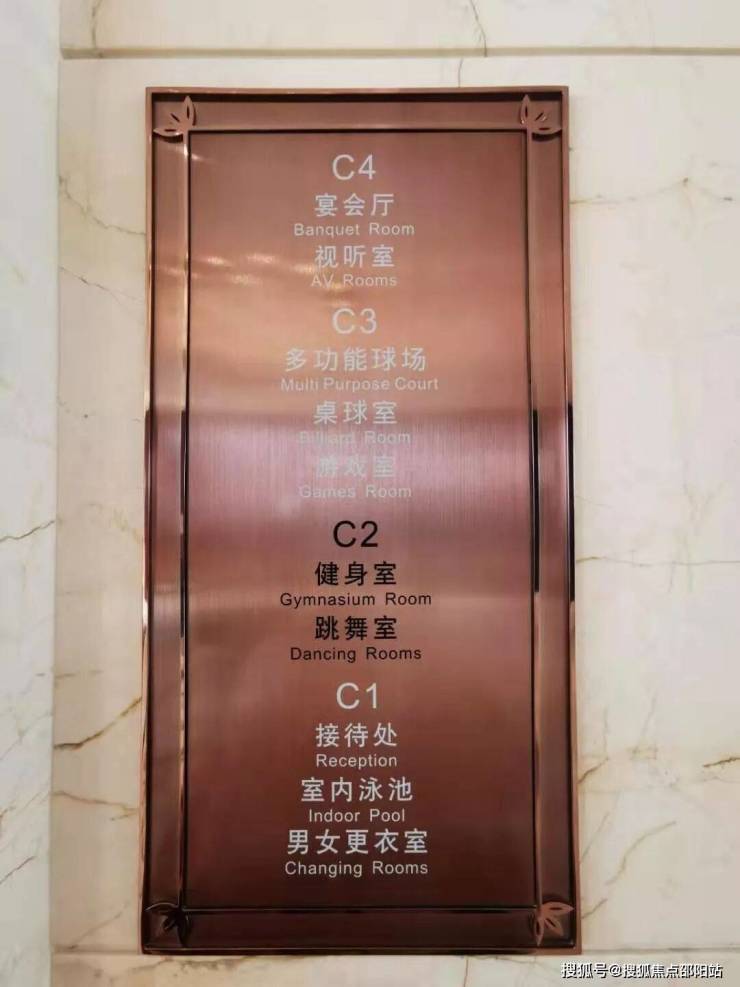 C4
宴会厅
Banquet Room
视听室
AV Rooms
C3
多功能球场
Multi Purpose Court
桌球室
Billiard Room
游戏室
Games Room
C2
健身室
Gymnasium Room
跳舞室
Dancing Rooms
C1
接待处
Reception
室内泳池
Indoor Pool
男女更衣室
Changing Rooms
搜狐号@搜狐焦点邵阳站